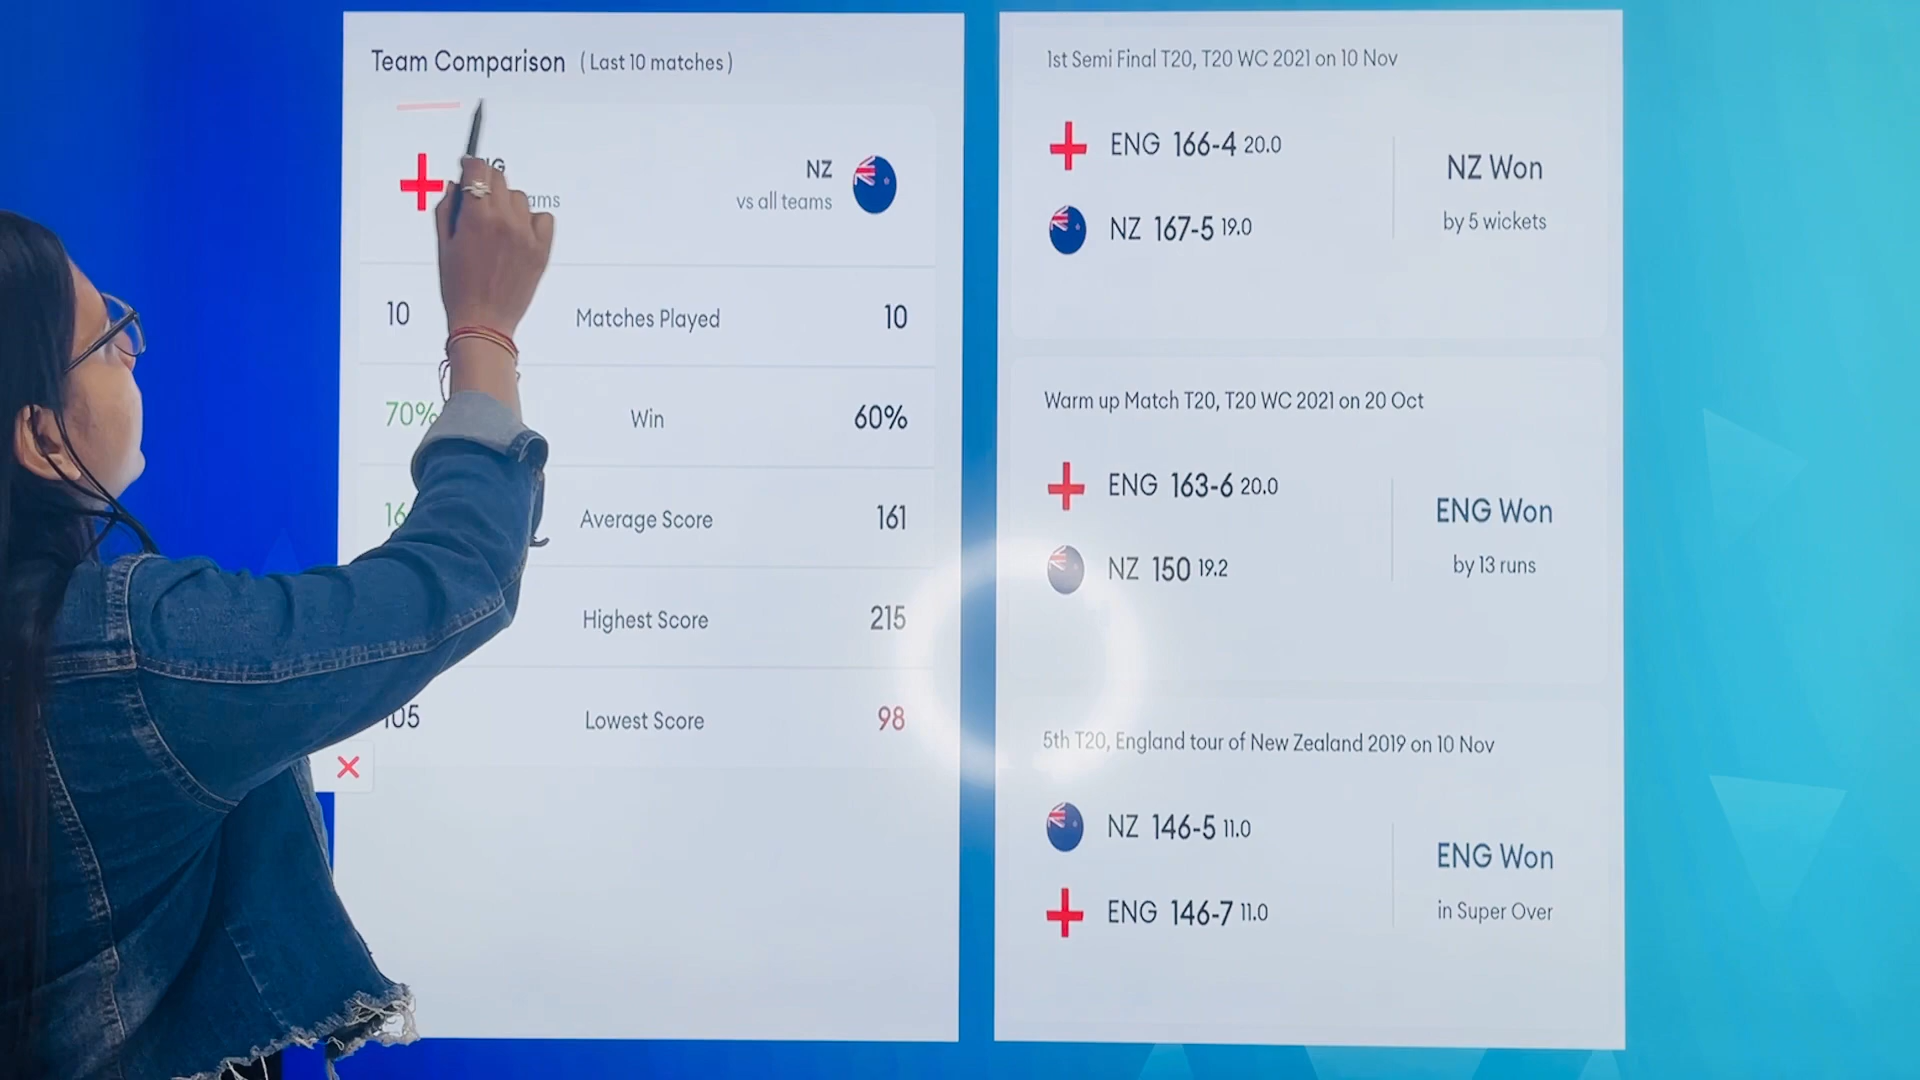 Team Comparison (Last 10 matches)
NZ
vs all teams
10 Matches Played 10
70% Win 60%
Average Score 161
Highest Score 215
Lowest Score 98
1st Semi Final T20, T20 WC 2021 on 10 Nov
ENG 166-4 20.0
NZ 167-5 19.0
NZ Won
by 5 wickets
Warm up Match T20, T20 WC 2021 on 20 Oct
ENG 163-6 20.0
NZ 150 19.2
ENG Won
by 13 runs
5th T20, England tour of New Zealand 2019 on 10 Nov
NZ 146-5 11.0
ENG 146-7 11.0
ENG Won
in Super Over